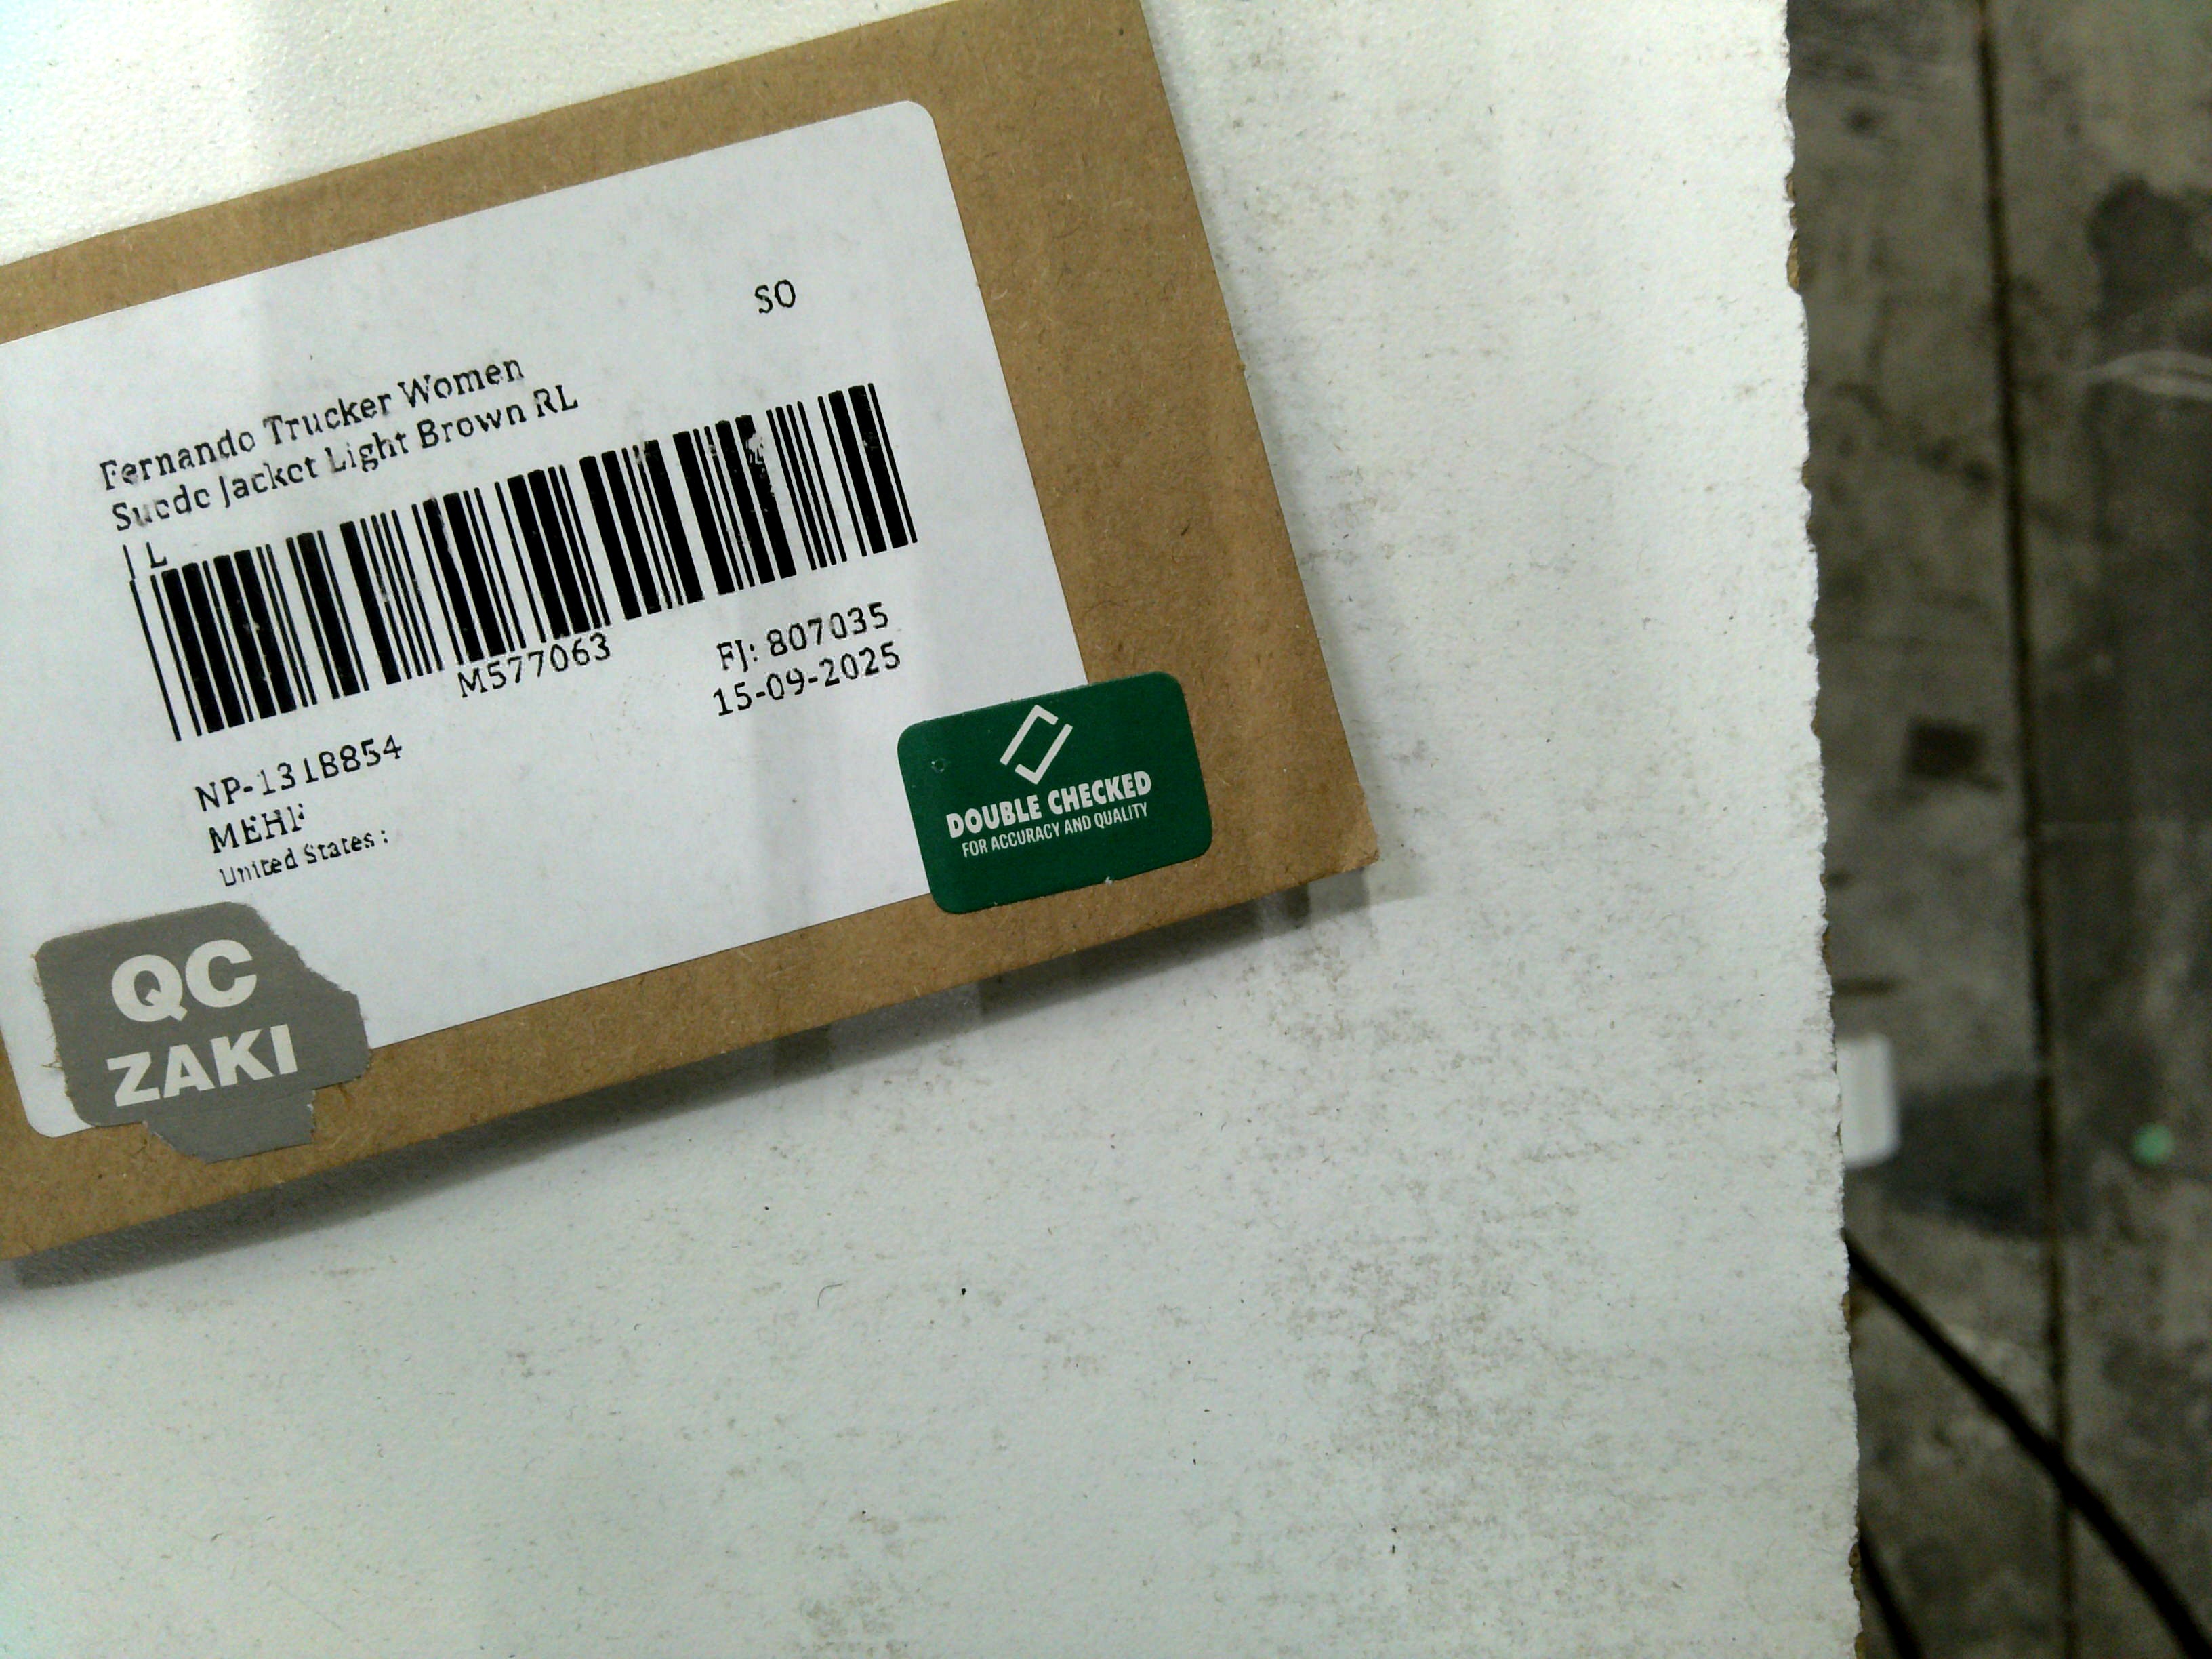 SO
Fernando Trucker Women
Suede Jacket Light Brown RL
| L
M577063
FJ: 807035
15-09-2025
NP-1318854
MEHF
United States :
DOUBLE CHECKED
FOR ACCURACY AND QUALITY
QC
ZAKI